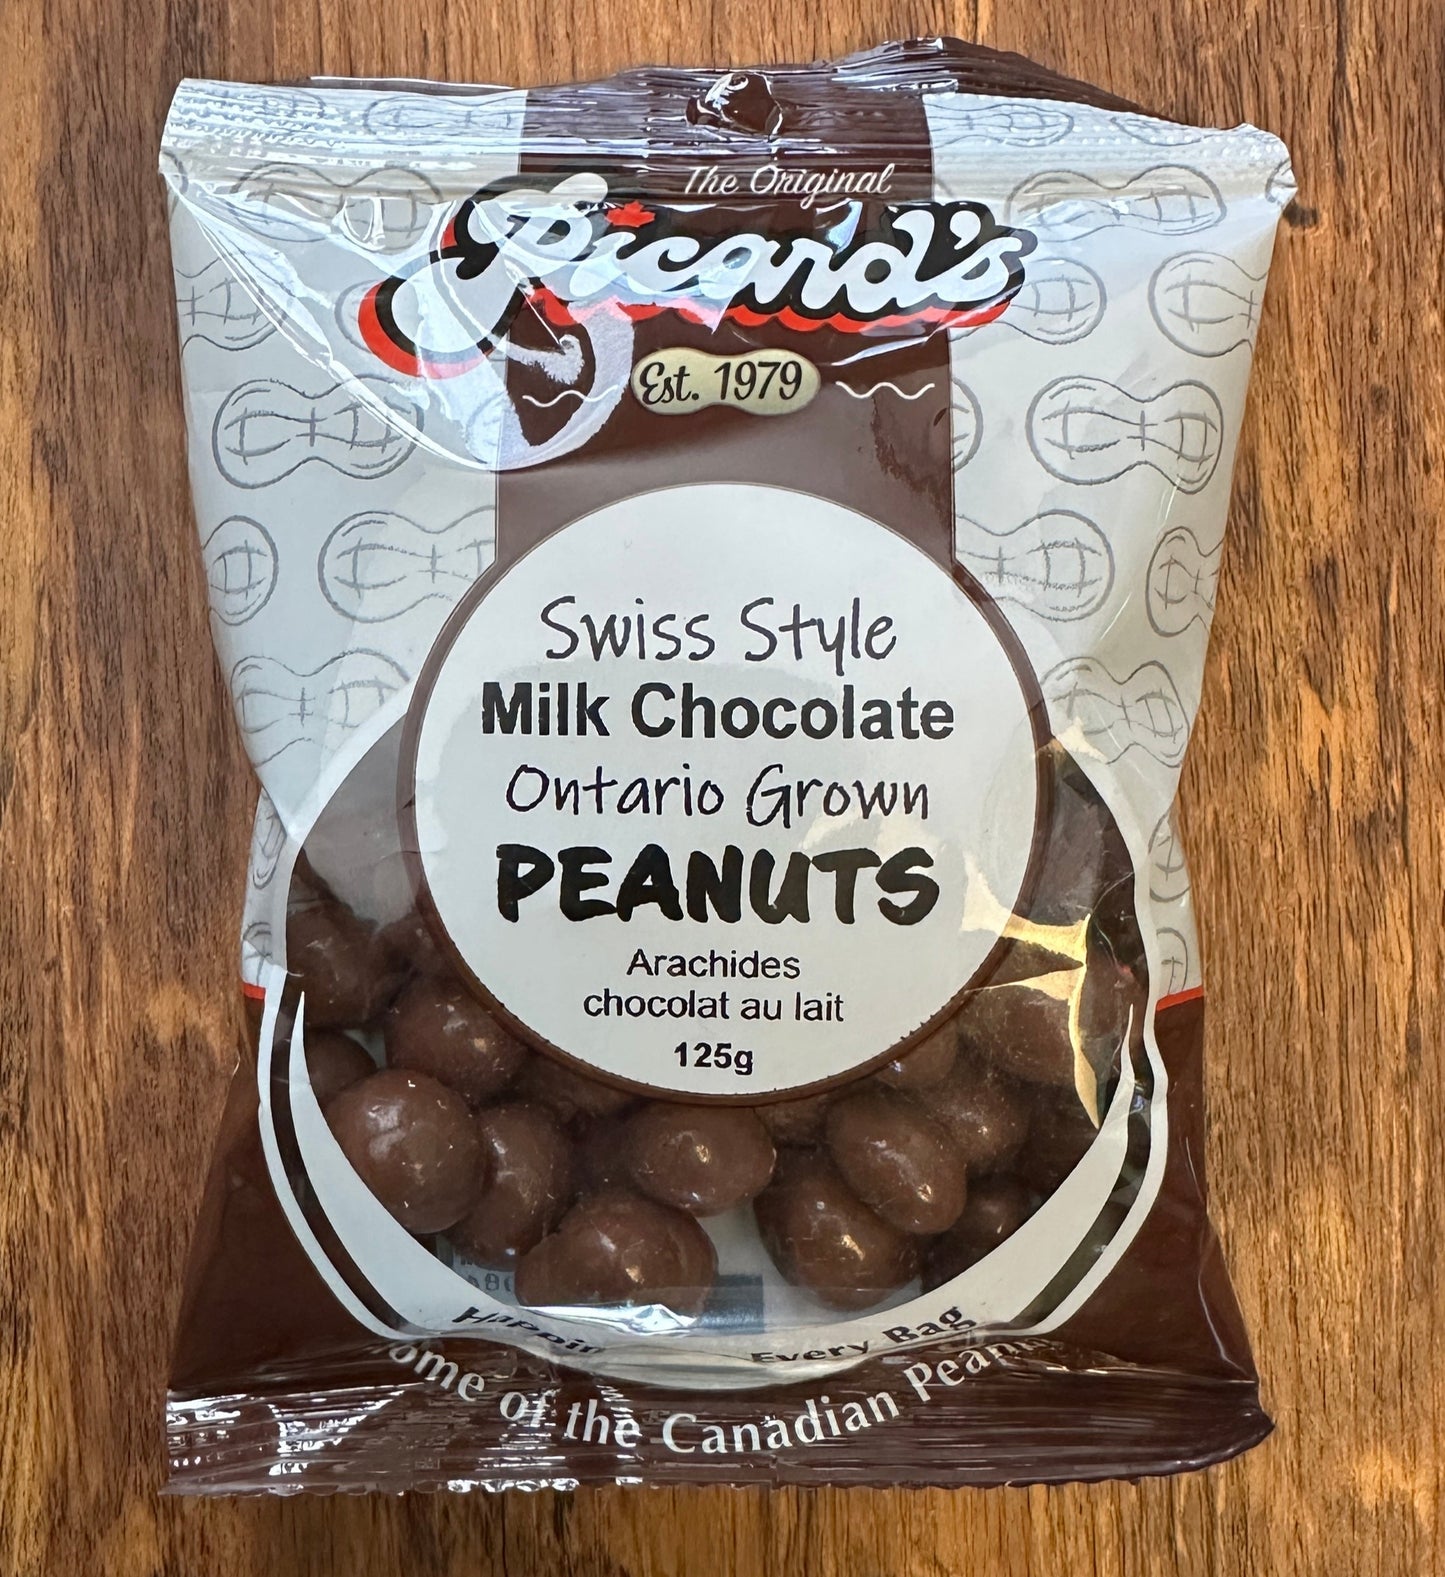 The Original
Picard's
Est. 1979
Swiss Style
Milk Chocolate
Ontario Grown
PEANUTS
Arachides
chocolat au lait
125g
Every Bag
of the Canadian Peanut